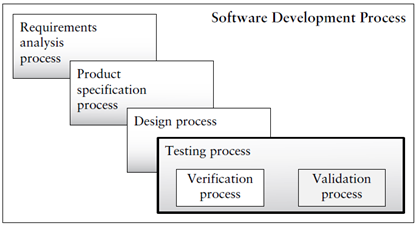 Software Development Process
Requirements
analysis
process
Product
specification
process
Design process
Testing process
Verification
process
Validation
process